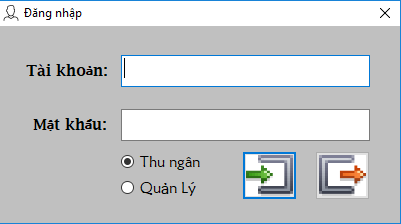 Đăng nhập
Tài khoản:
Mật khẩu:
Thu ngân
Quản Lý